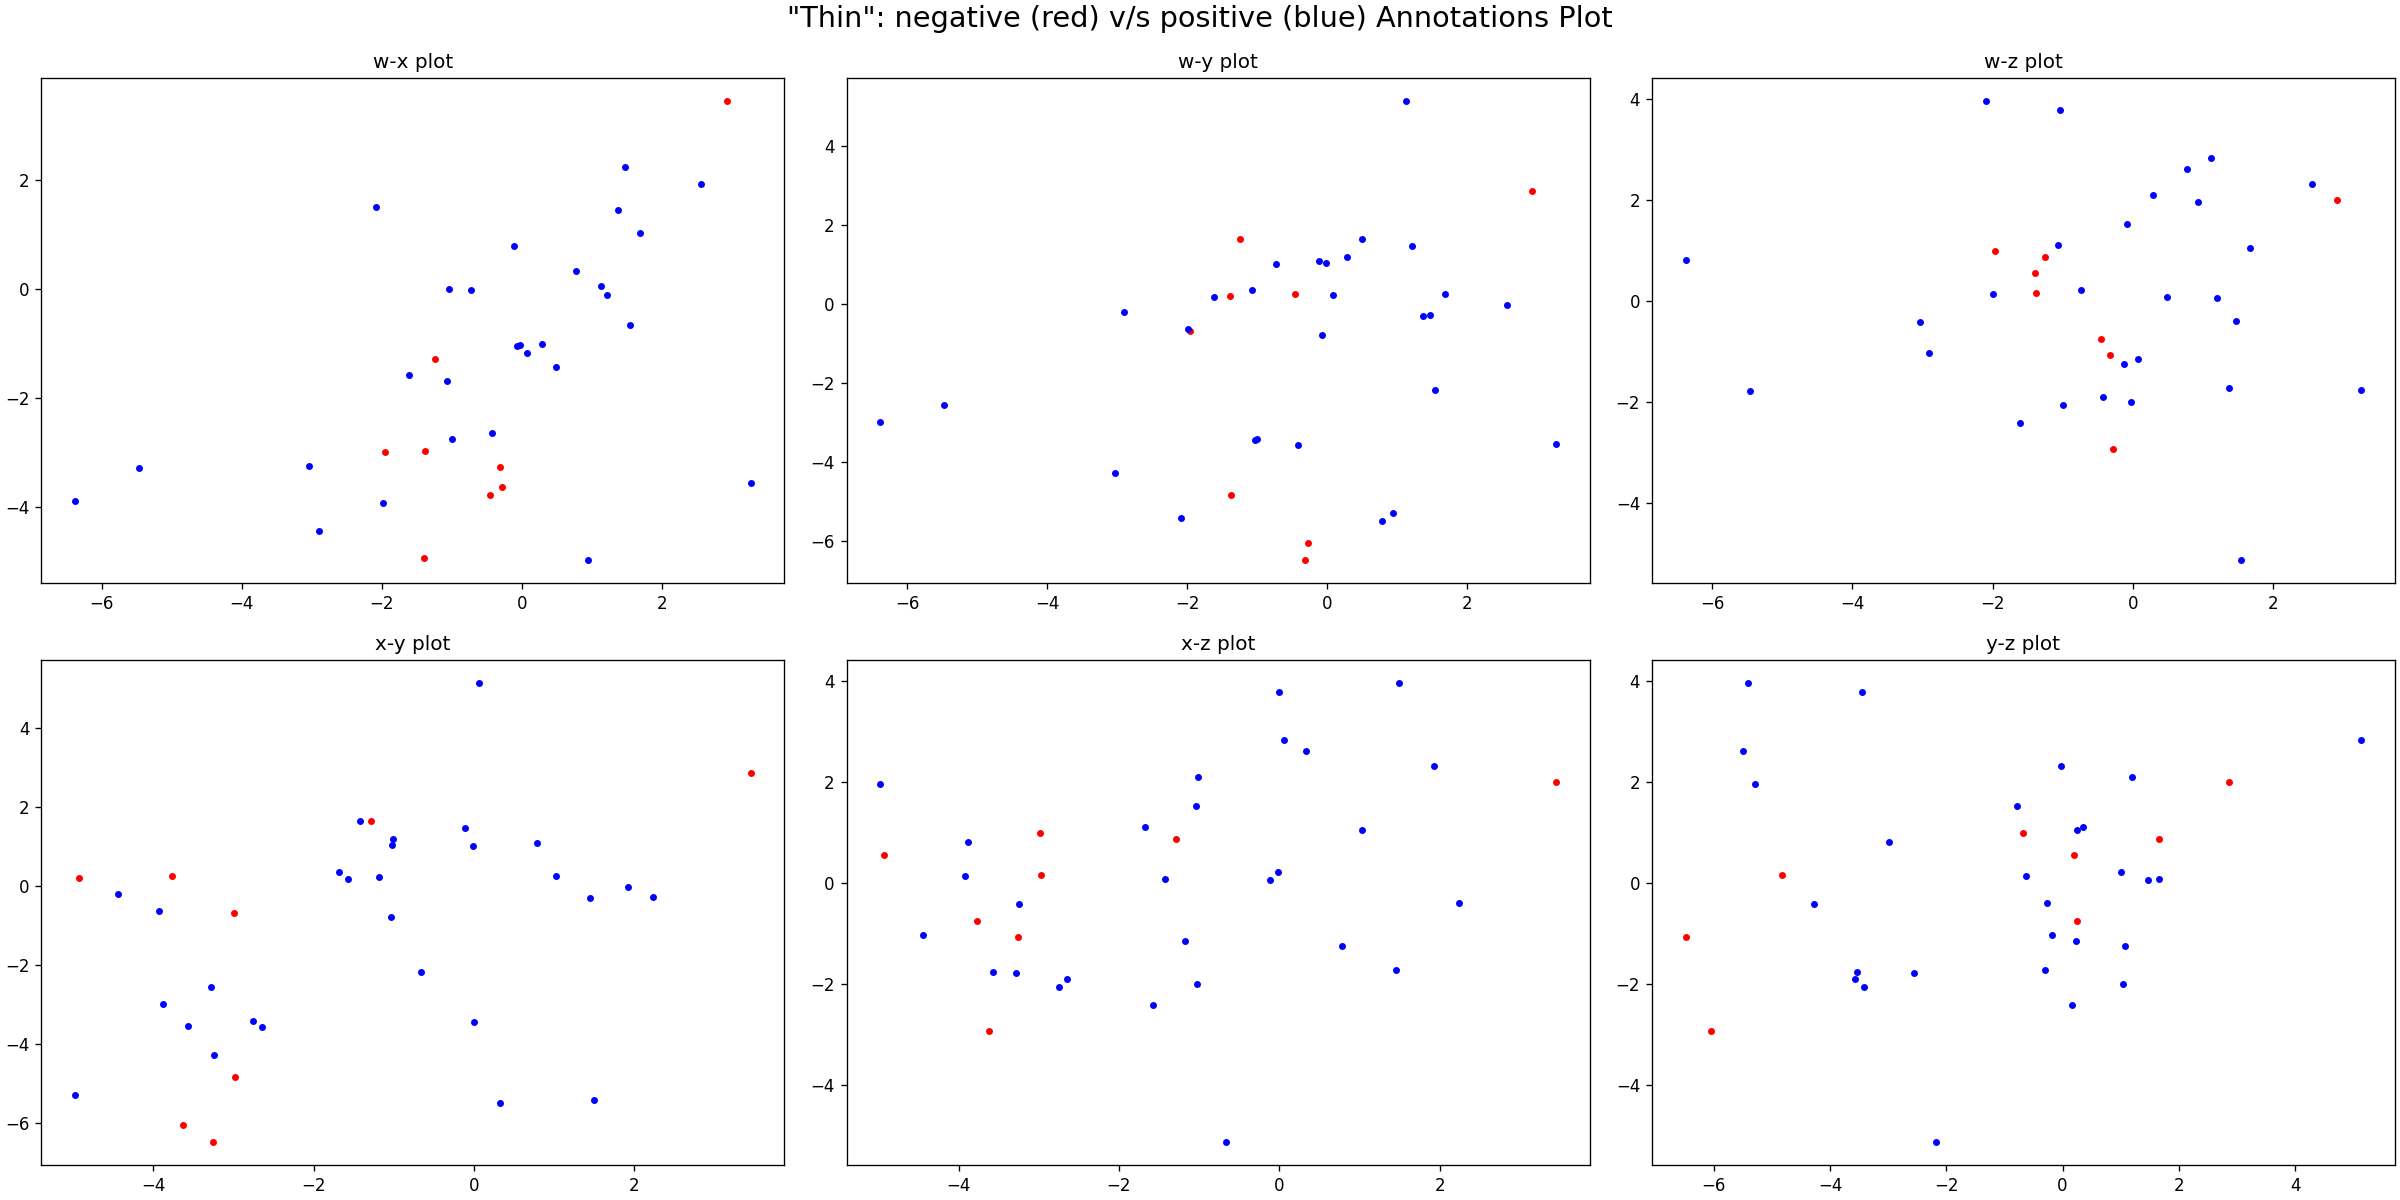 "Thin": negative (red) v/s positive (blue) Annotations Plot
w-x plot
2
0
−2
−4
−6 −4 −2 0 2
w-y plot
4
2
0
−2
−4
−6
−6 −4 −2 0 2
w-z plot
4
2
0
−2
−4
−6 −4 −2 0 2
x-y plot
4
2
0
−2
−4
−6
−4 −2 0 2
x-z plot
4
2
0
−2
−4
−4 −2 0 2
y-z plot
4
2
0
−2
−4
−6 −4 −2 0 2 4